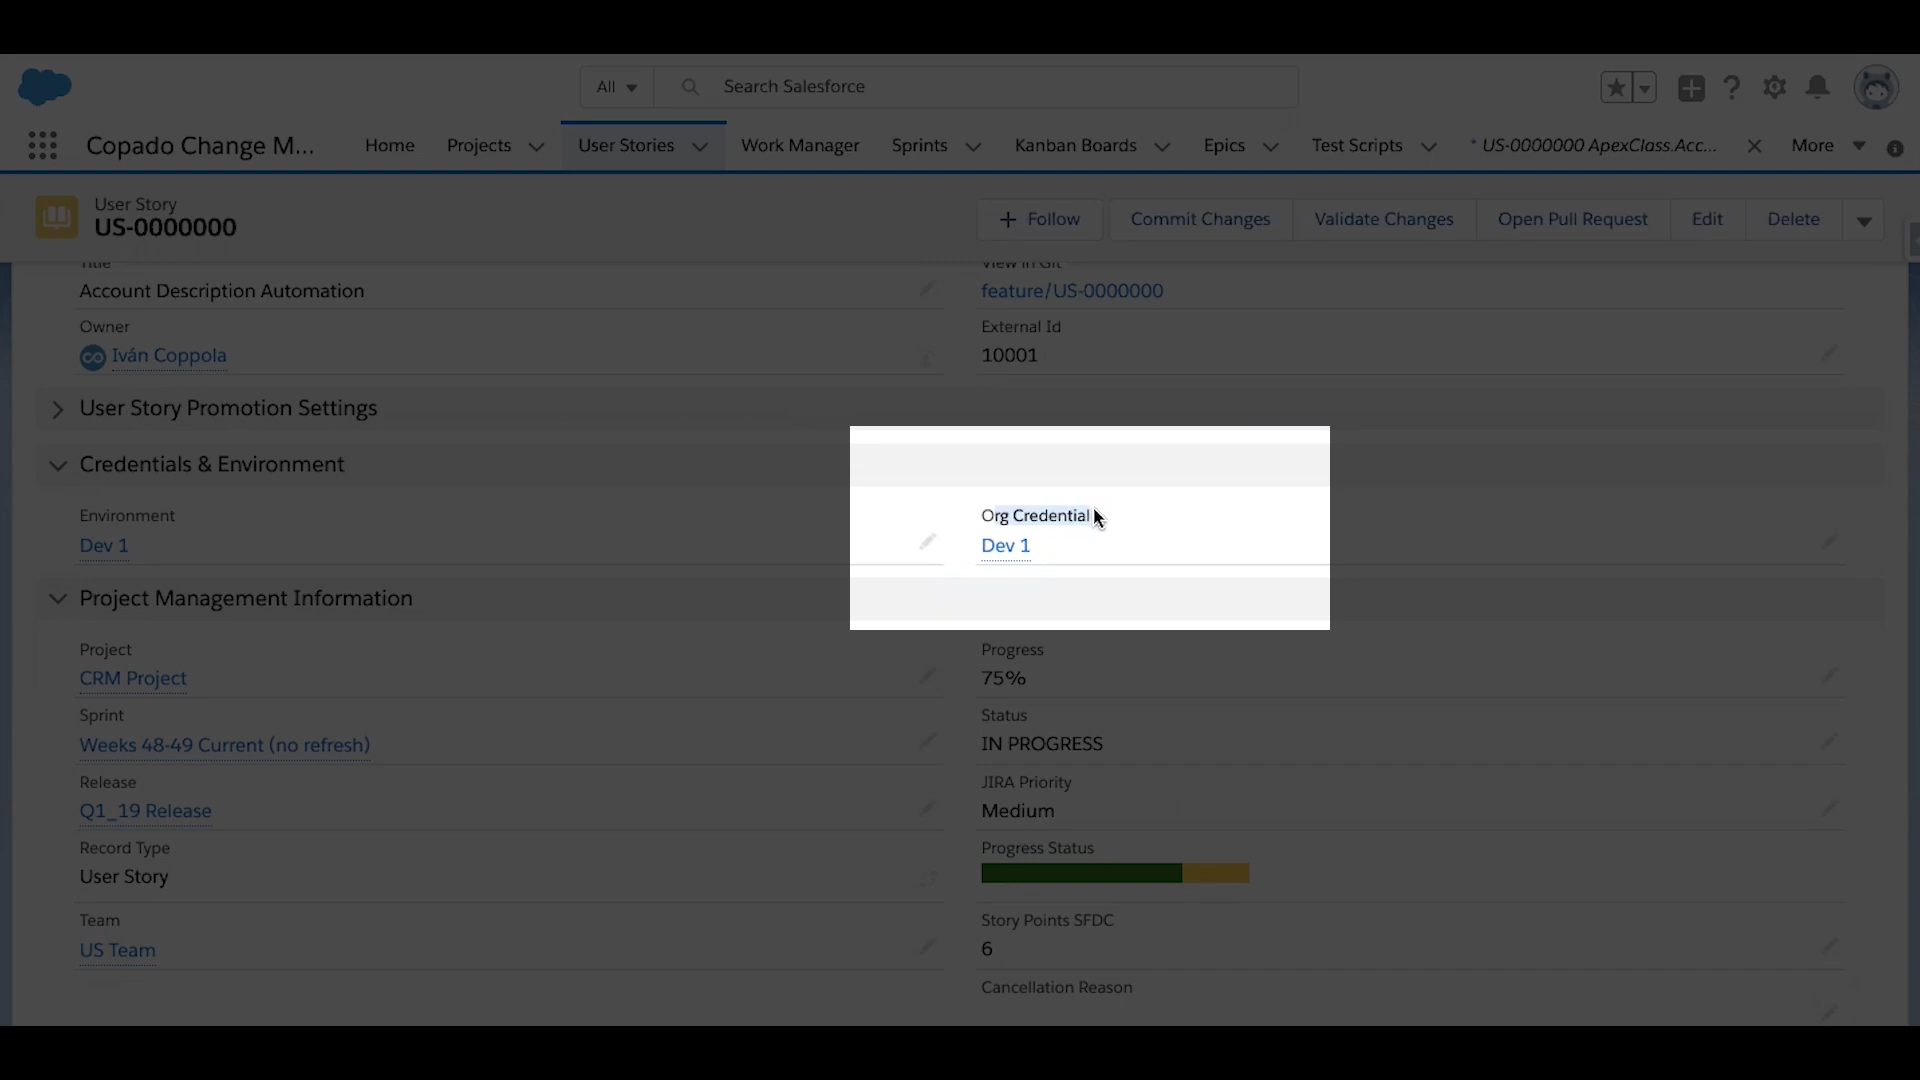 All
Search Salesforce
Copado Change M...
Home
Projects
User Stories
Work Manager
Sprints
Kanban Boards
Epics
Test Scripts
* US-0000000 ApexClass.Acc...
More
User Story
US-0000000
Follow
Commit Changes
Validate Changes
Open Pull Request
Edit
Delete
Title
View in Git
Account Description Automation
feature/US-0000000
Owner
External Id
Iván Coppola
10001
User Story Promotion Settings
Credentials & Environment
Environment
Org Credential
Dev 1
Dev 1
Project Management Information
Project
Progress
CRM Project
75%
Sprint
Status
Weeks 48-49 Current (no refresh)
IN PROGRESS
Release
JIRA Priority
Q1_19 Release
Medium
Record Type
Progress Status
User Story
Team
Story Points SFDC
US Team
6
Cancellation Reason